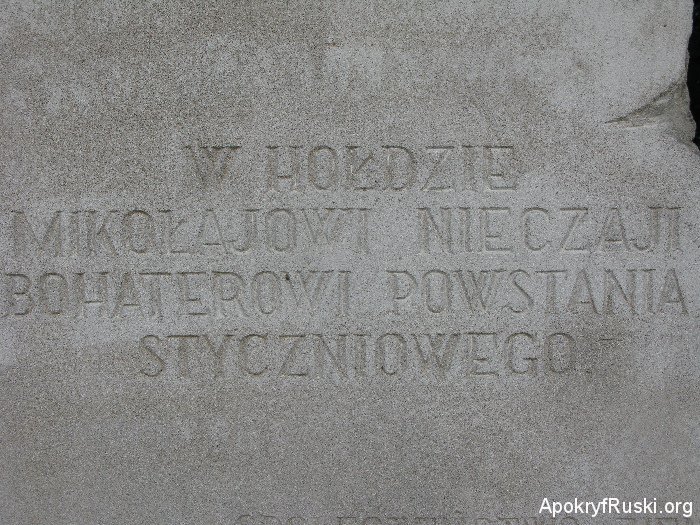 W HOŁDZIE
MIKOŁAJOWI NIECZAJI
BOHATEROWI POWSTANIA
STYCZNIOWEGO.
ApokryfRuski.org